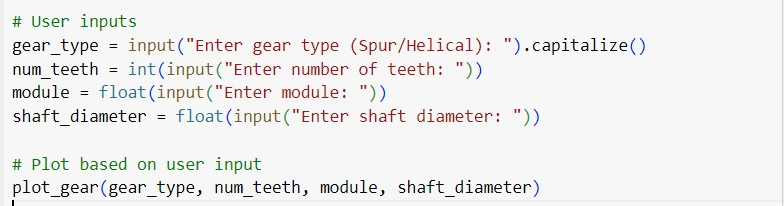 # User inputs
gear_type = input("Enter gear type (Spur/Helical): ").capitalize()
num_teeth = int(input("Enter number of teeth: "))
module = float(input("Enter module: "))
shaft_diameter = float(input("Enter shaft diameter: "))
# Plot based on user input
plot_gear(gear_type, num_teeth, module, shaft_diameter)